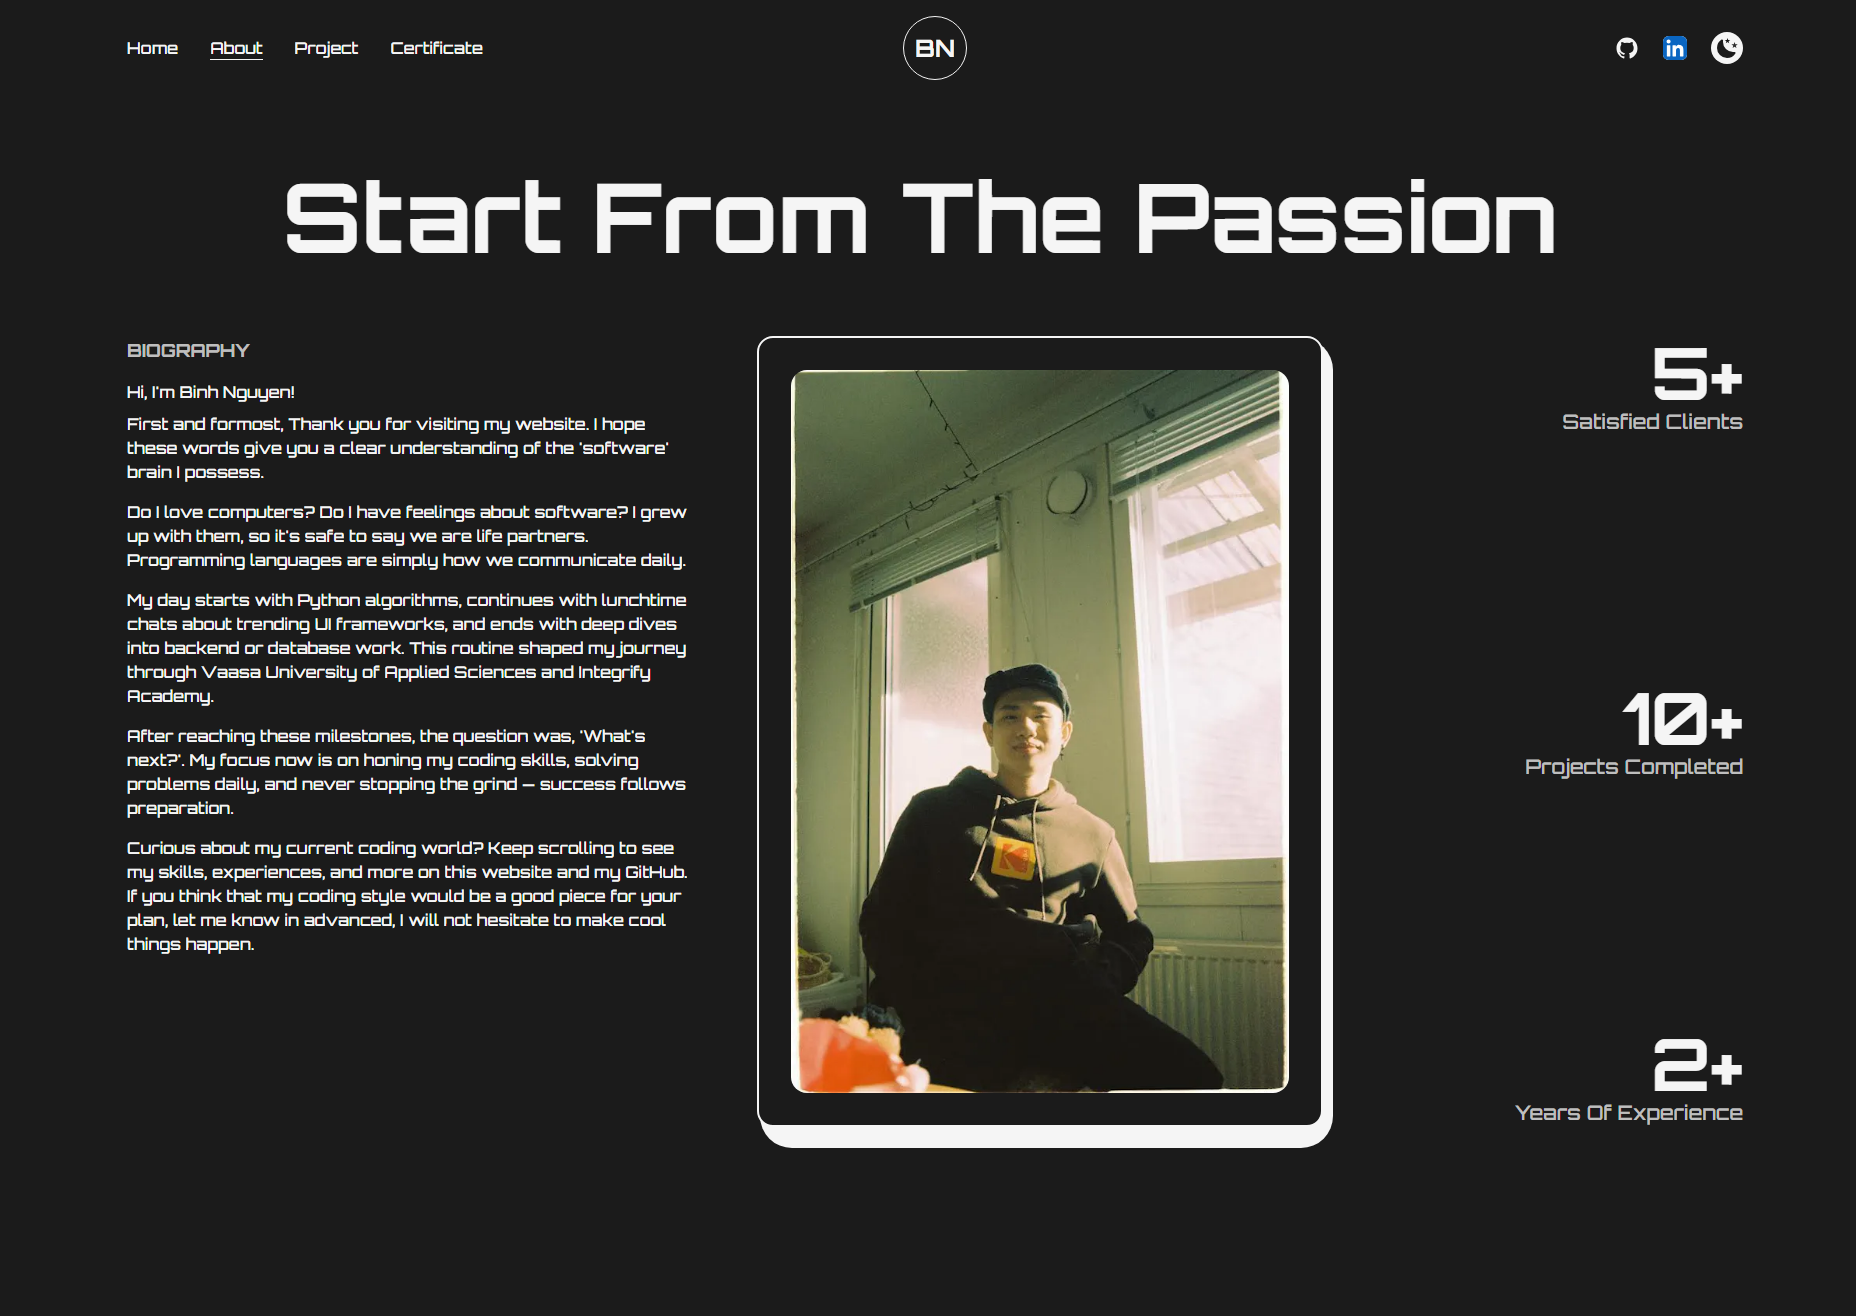 Home About Project Certificate
BN
in
Start From The Passion
BIOGRAPHY
Hi, I'm Binh Nguyen!
First and formost, Thank you for visiting my website. I hope
these words give you a clear understanding of the 'software'
brain I possess.
Do I love computers? Do I have feelings about software? I grew
up with them, so it's safe to say we are life partners.
Programming languages are simply how we communicate daily.
My day starts with Python algorithms, continues with lunchtime
chats about trending UI frameworks, and ends with deep dives
into backend or database work. This routine shaped my journey
through Vaasa University of Applied Sciences and Integrify
Academy.
After reaching these milestones, the question was, 'What's
next?'. My focus now is on honing my coding skills, solving
problems daily, and never stopping the grind — success follows
preparation.
Curious about my current coding world? Keep scrolling to see
my skills, experiences, and more on this website and my GitHub.
If you think that my coding style would be a good piece for your
plan, let me know in advanced, I will not hesitate to make cool
things happen.
5+
Satisfied Clients
10+
Projects Completed
2+
Years Of Experience